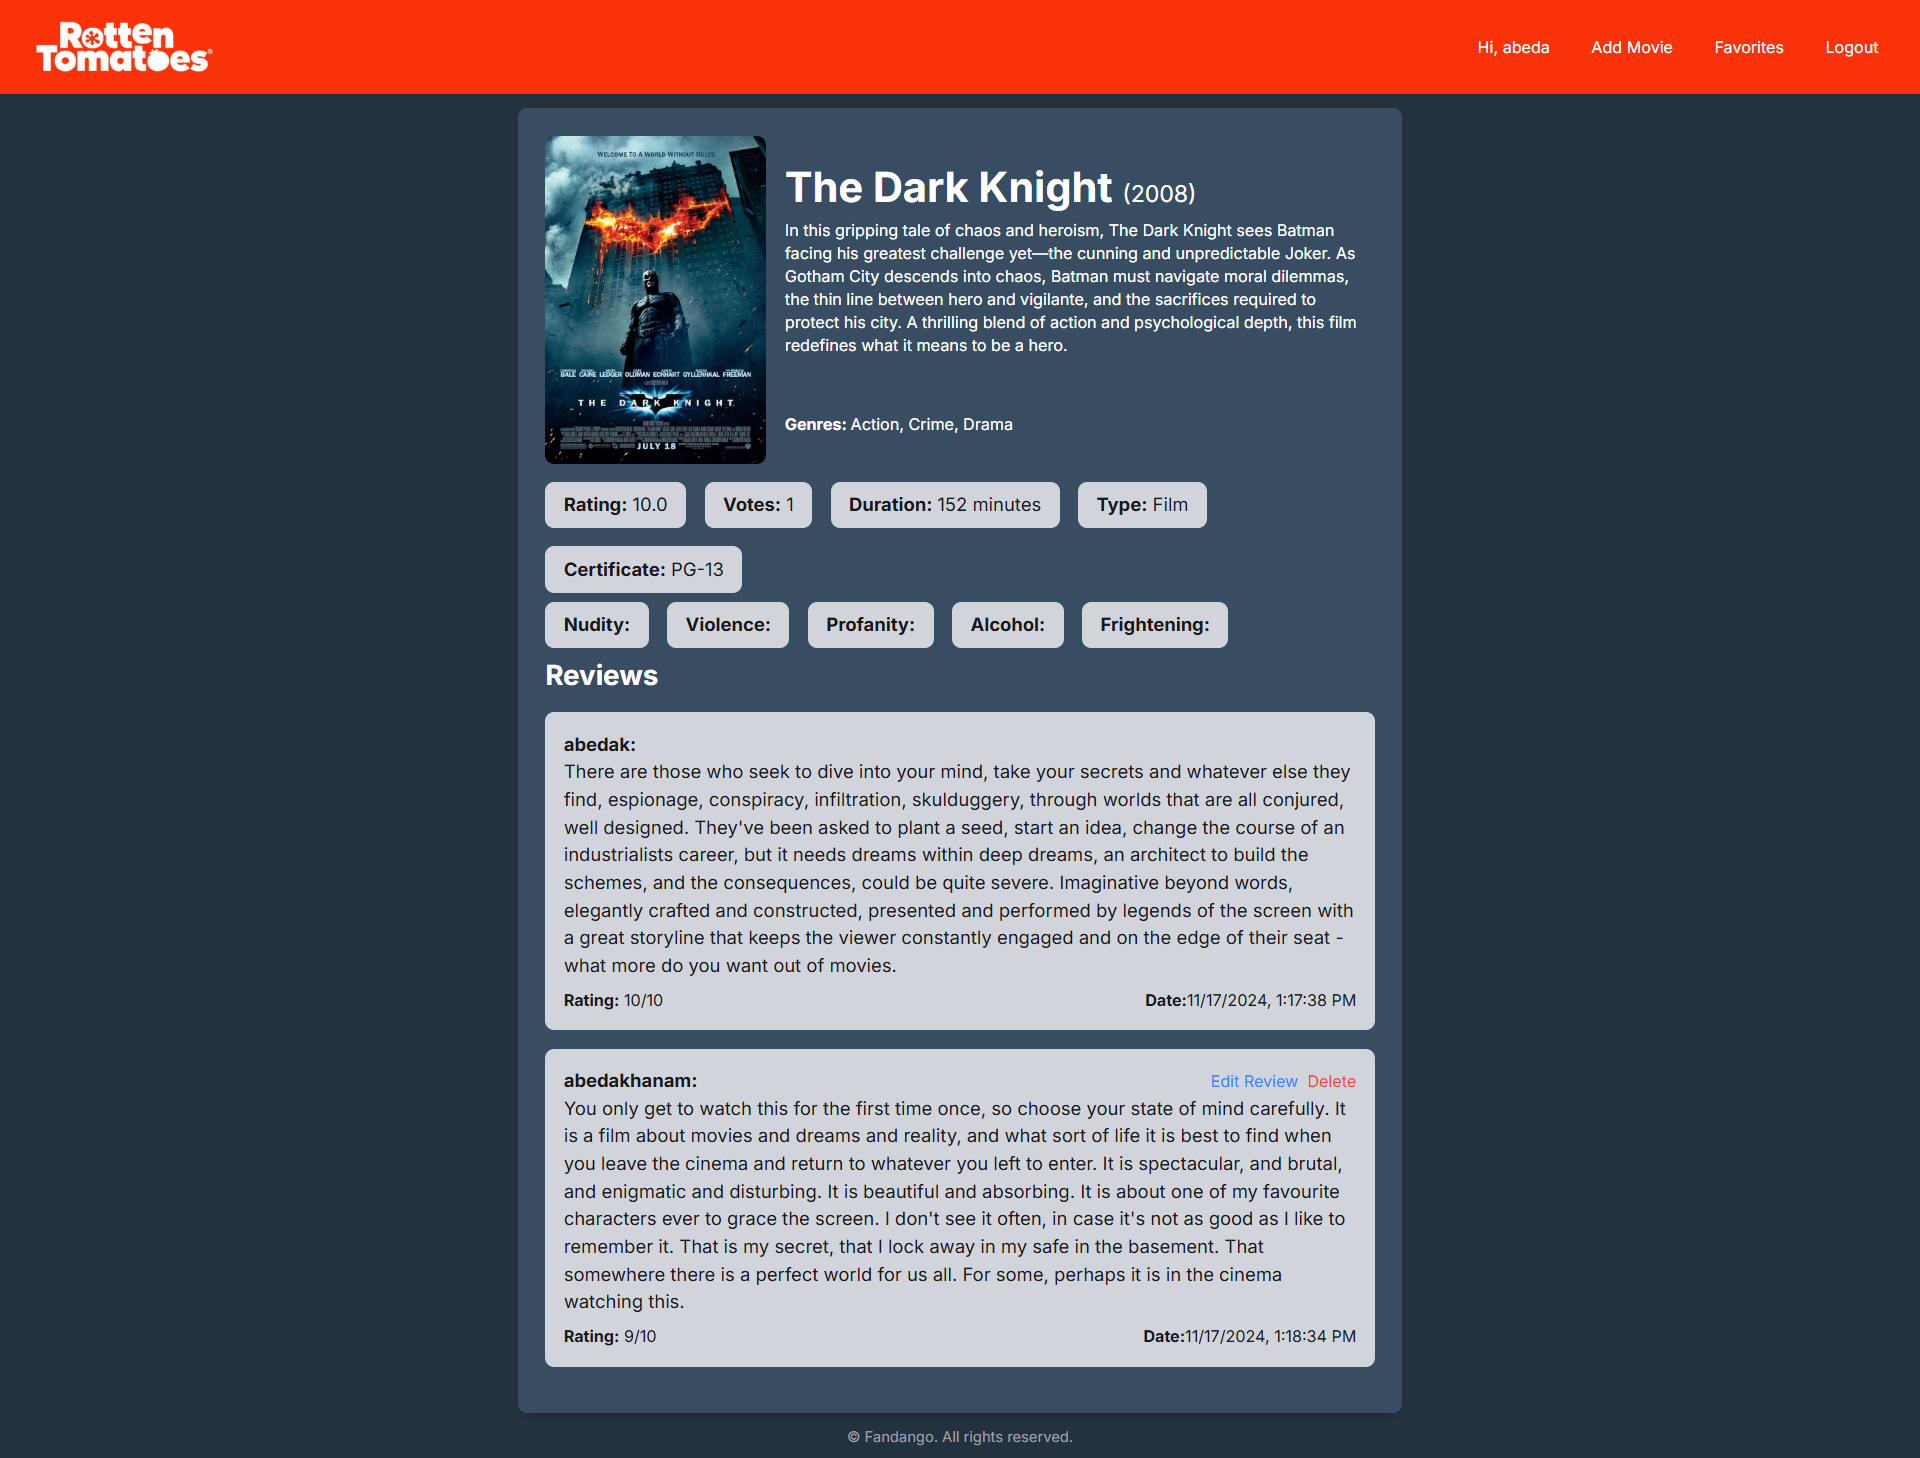 Rotten
Tomatoes®
Hi, abeda
Add Movie
Favorites
Logout
WELCOME TO A WORLD WITHOUT RULES.
BALE CAINE LEDGER OLDMAN ECKHART GYLLENHAAL FREEMAN
THE DARK KNIGHT
JULY 18
The Dark Knight (2008)
In this gripping tale of chaos and heroism, The Dark Knight sees Batman
facing his greatest challenge yet—the cunning and unpredictable Joker. As
Gotham City descends into chaos, Batman must navigate moral dilemmas,
the thin line between hero and vigilante, and the sacrifices required to
protect his city. A thrilling blend of action and psychological depth, this film
redefines what it means to be a hero.
Genres: Action, Crime, Drama
Rating: 10.0
Votes: 1
Duration: 152 minutes
Type: Film
Certificate: PG-13
Nudity:
Violence:
Profanity:
Alcohol:
Frightening:
Reviews
abedak:
There are those who seek to dive into your mind, take your secrets and whatever else they
find, espionage, conspiracy, infiltration, skulduggery, through worlds that are all conjured,
well designed. They've been asked to plant a seed, start an idea, change the course of an
industrialists career, but it needs dreams within deep dreams, an architect to build the
schemes, and the consequences, could be quite severe. Imaginative beyond words,
elegantly crafted and constructed, presented and performed by legends of the screen with
a great storyline that keeps the viewer constantly engaged and on the edge of their seat -
what more do you want out of movies.
Rating: 10/10
Date:11/17/2024, 1:17:38 PM
abedakhanam:
Edit Review Delete
You only get to watch this for the first time once, so choose your state of mind carefully. It
is a film about movies and dreams and reality, and what sort of life it is best to find when
you leave the cinema and return to whatever you left to enter. It is spectacular, and brutal,
and enigmatic and disturbing. It is beautiful and absorbing. It is about one of my favourite
characters ever to grace the screen. I don't see it often, in case it's not as good as I like to
remember it. That is my secret, that I lock away in my safe in the basement. That
somewhere there is a perfect world for us all. For some, perhaps it is in the cinema
watching this.
Rating: 9/10
Date:11/17/2024, 1:18:34 PM
© Fandango. All rights reserved.